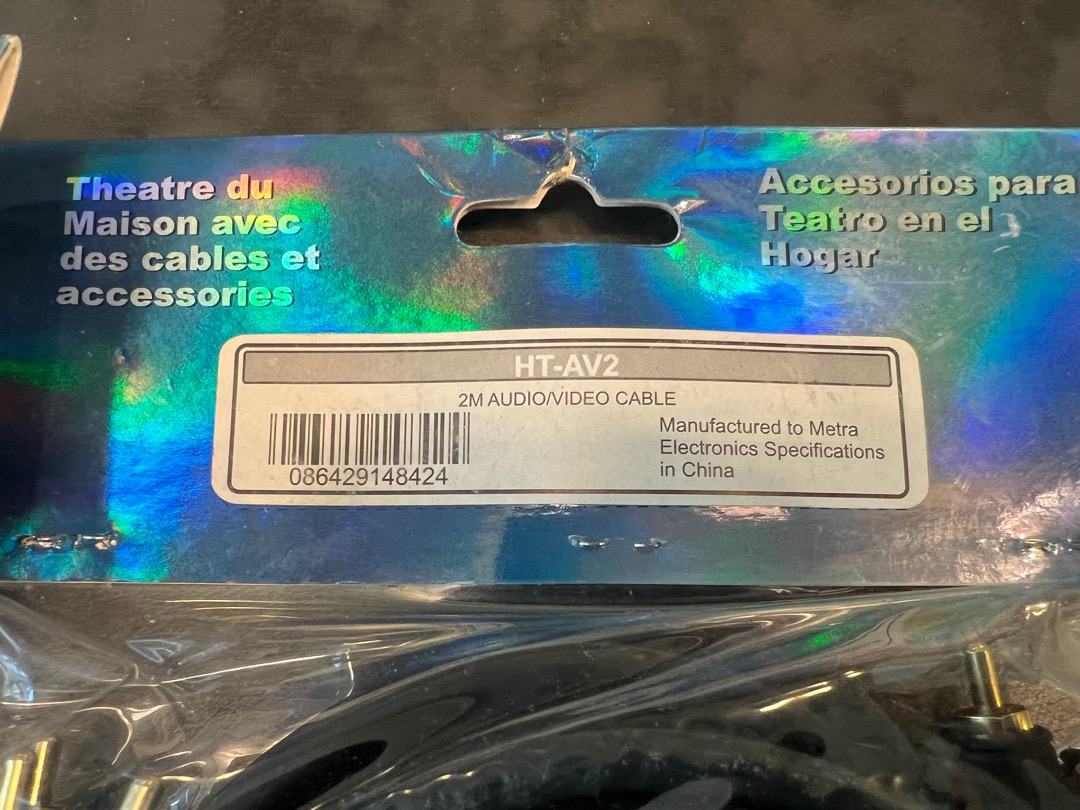 Theatre du
Maison avec
des cables et
accessories
Accesorios para
Teatro en el
Hogar
HT-AV2
2M AUDIO/VIDEO CABLE
086429148424
Manufactured to Metra
Electronics Specifications
in China